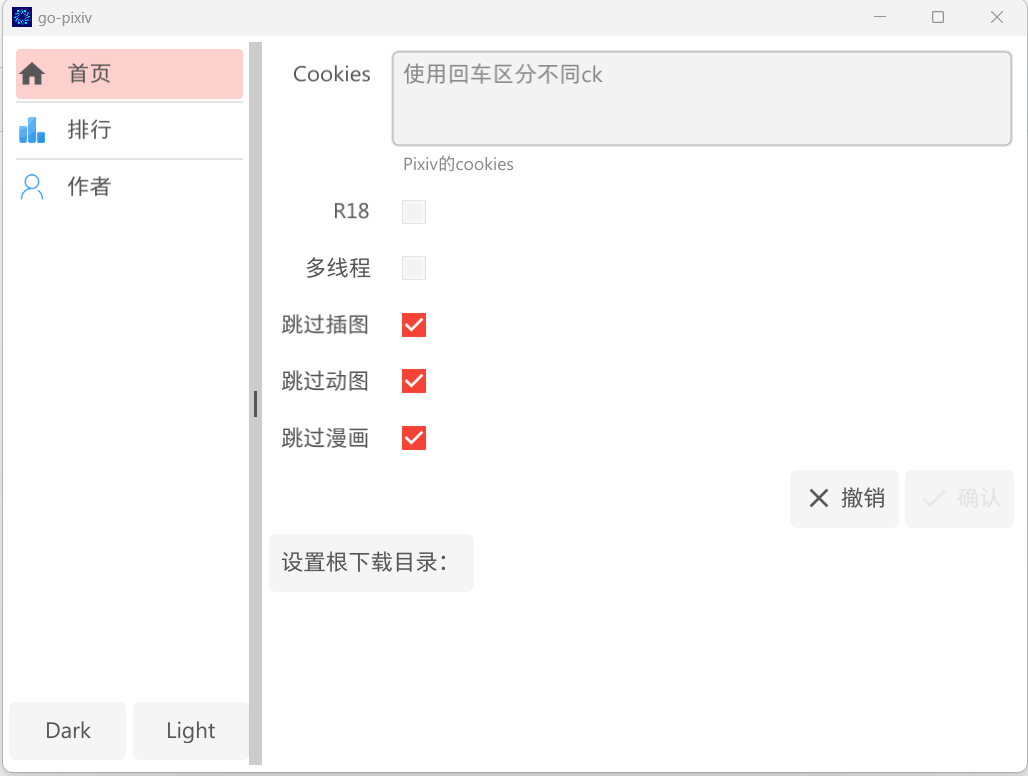 go-pixiv
首页
排行
作者
Cookies
使用回车区分不同ck
Pixiv的cookies
R18
多线程
跳过插图
跳过动图
跳过漫画
撤销
确认
设置根下载目录：
Dark
Light